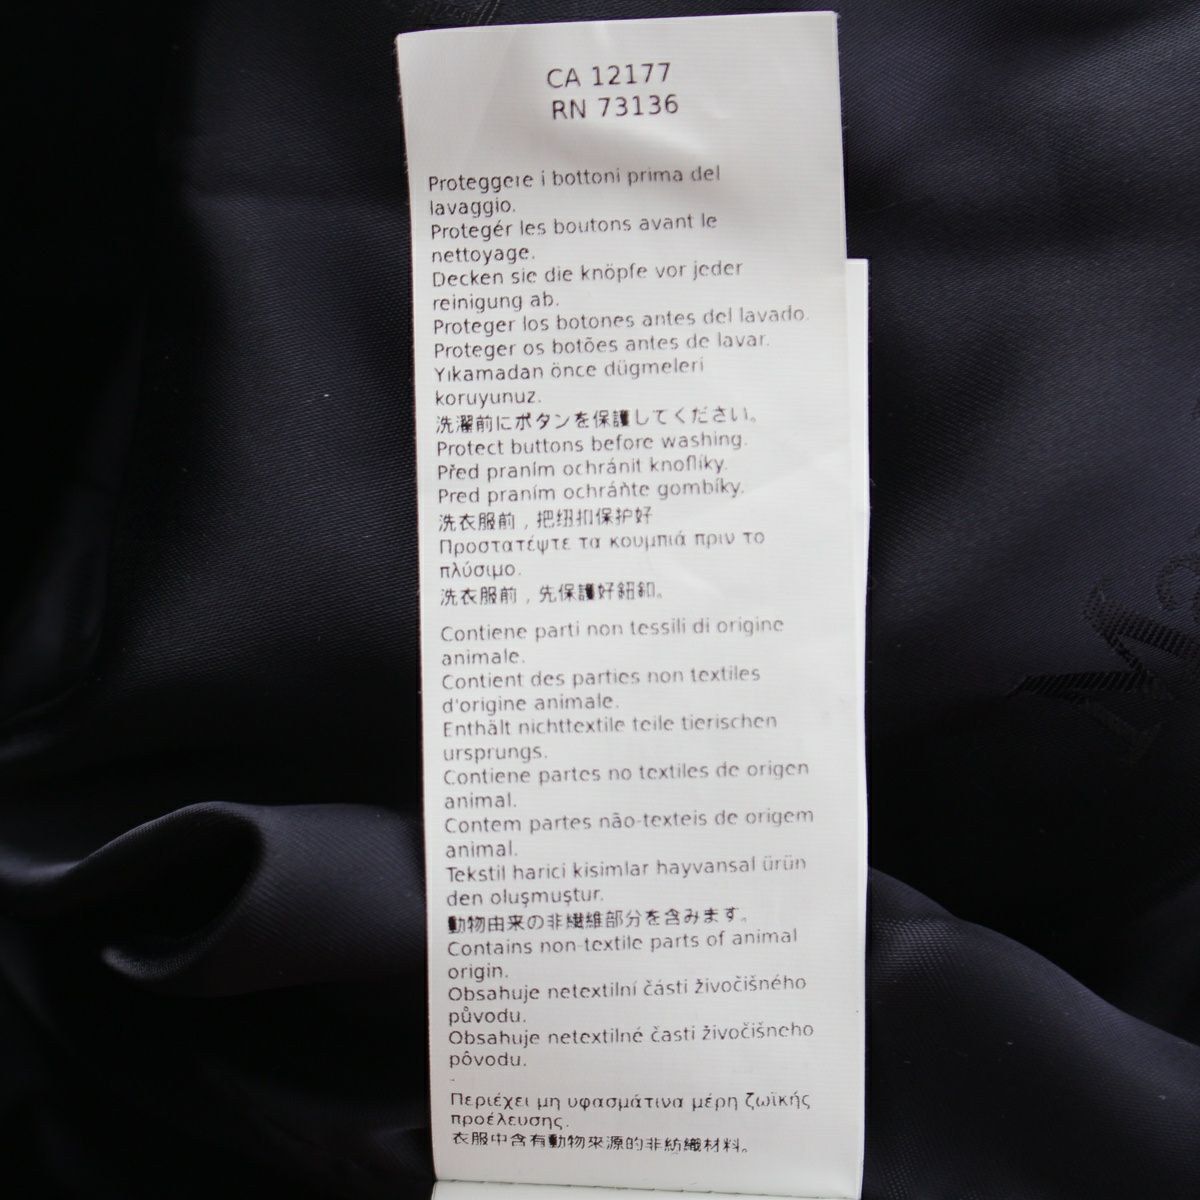 CA 12177
RN 73136
Proteggere i bottoni prima del
lavaggio.
Protegér les boutons avant le
nettoyage.
Decken sie die knöpfe vor jeder
reinigung ab.
Proteger los botones antes del lavado.
Proteger os botões antes de lavar.
Yıkamadan önce dügmeleri
koruyunuz.
洗濯前にボタンを保護してください。
Protect buttons before washing.
Před praním ochránit knoflíky.
Pred praním ochráňte gombíky.
洗衣服前，把纽扣保护好
Προστατέψτε τα κουμπιά πριν το
πλύσιμο.
洗衣服前，先保護好鈕釦。
Contiene parti non tessili di origine
animale.
Contient des parties non textiles
d'origine animale.
Enthält nichttextile teile tierischen
ursprungs.
Contiene partes no textiles de origen
animal.
Contem partes não-texteis de origem
animal.
Tekstil harici kisimlar hayvansal ürün
den oluşmuştur.
動物由来の非繊維部分を含みます。
Contains non-textile parts of animal
origin.
Obsahuje netextilní části živočišného
původu.
Obsahuje netextilné časti živočišneho
pôvodu.
Περιέχει μη υφασμάτινα μέρη ζωϊκής
προέλευσης.
衣服中含有動物來源的非紡織材料。